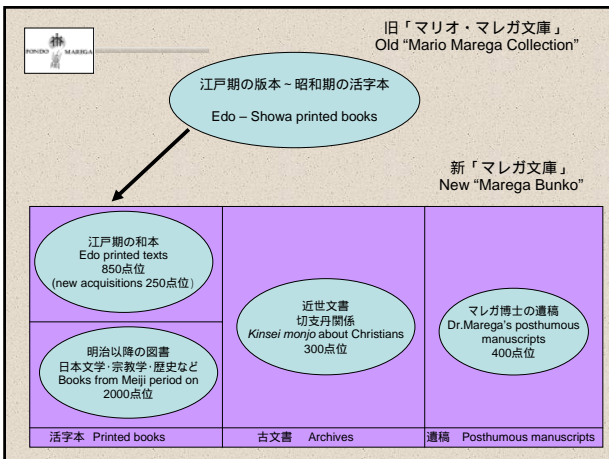 FONDO MAREGA
旧「マリオ・マレガ文庫」
Old “Mario Marega Collection”
江戸期の版本～昭和期の活字本
Edo – Showa printed books
新「マレガ文庫」
New “Marega Bunko”
江戸期の和本
Edo printed texts
850点位
(new acquisitions 250点位)
明治以降の図書
日本文学・宗教学・歴史など
Books from Meiji period on
2000点位
近世文書
切支丹関係
Kinsei monjo about Christians
300点位
マレガ博士の遺稿
Dr.Marega's posthumous
manuscripts
400点位
活字本 Printed books
古文書 Archives
遺稿 Posthumous manuscripts